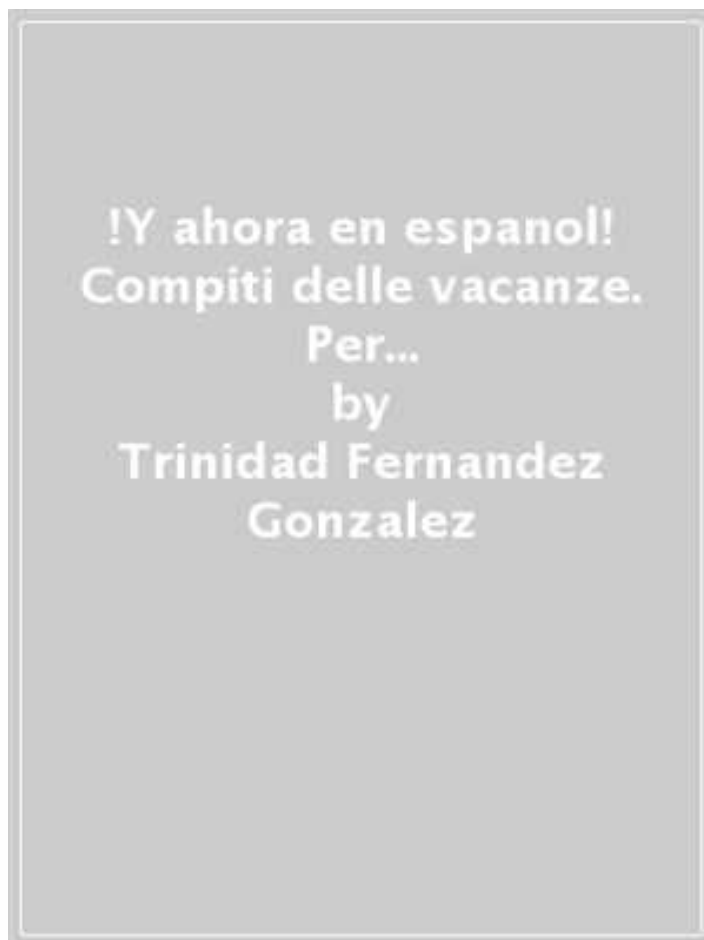 !Y ahora en espanol!
Compiti delle vacanze.
Per...
by
Trinidad Fernandez
Gonzalez